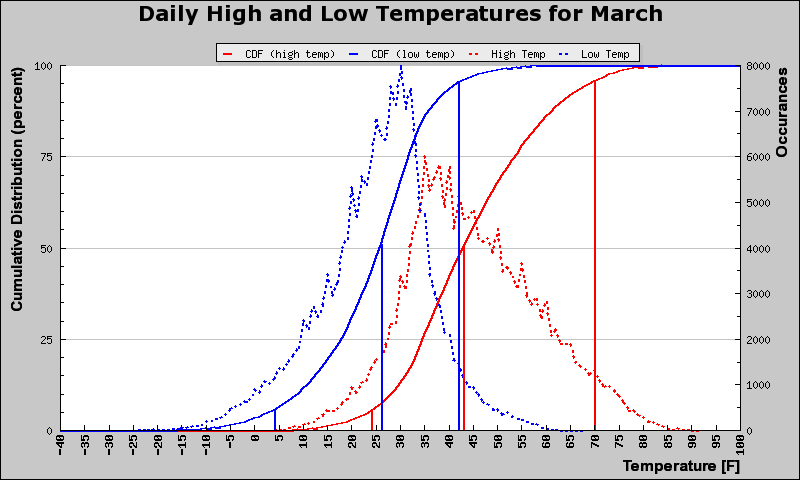 Daily High and Low Temperatures for March
CDF (high temp) CDF (low temp) High Temp Low Temp
Cumulative Distribution (percent)
100
75
50
25
0
8000
7000
6000
5000
4000
3000
2000
1000
0
Occurances
-40 -35 -30 -25 -20 -15 -10 -5 0 5 10 15 20 25 30 35 40 45 50 55 60 65 70 75 80 85 90 95 100
Temperature [F]